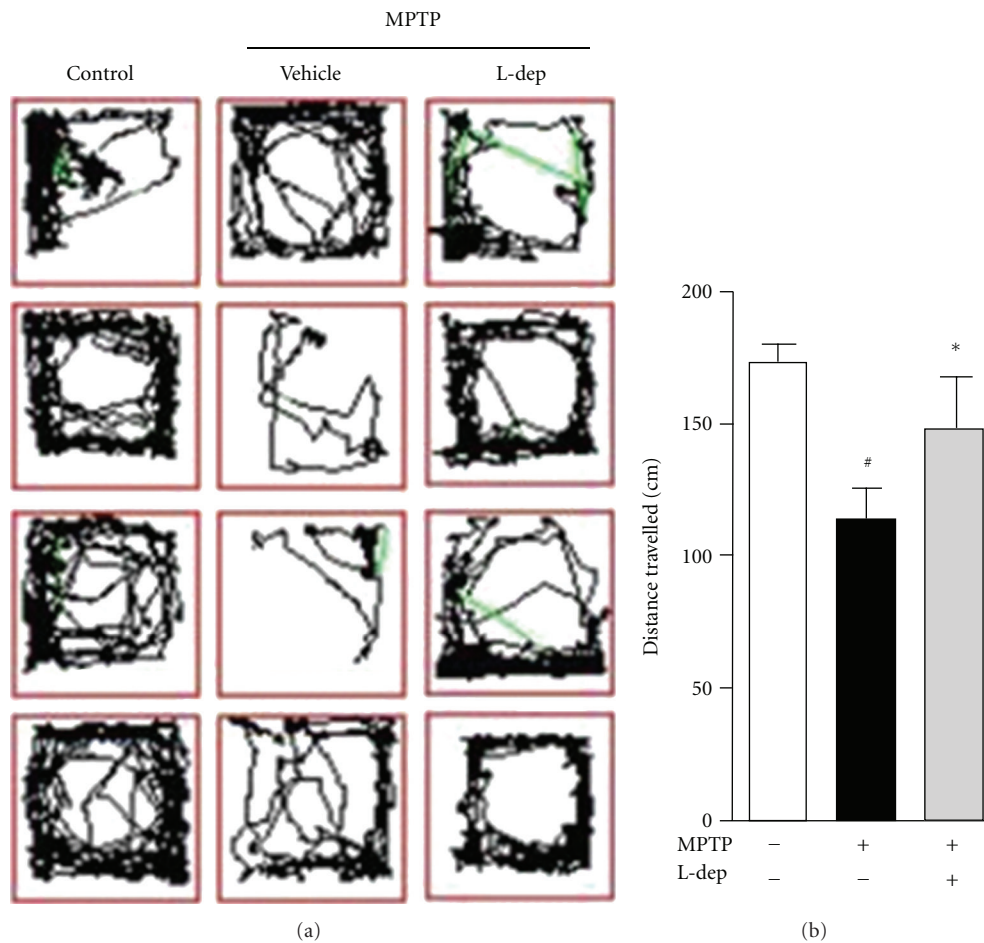 MPTP
Control Vehicle L-dep
(a)
200
150
100
50
0
Distance travelled (cm)
#
*
MPTP − + +
L-dep − − +
(b)